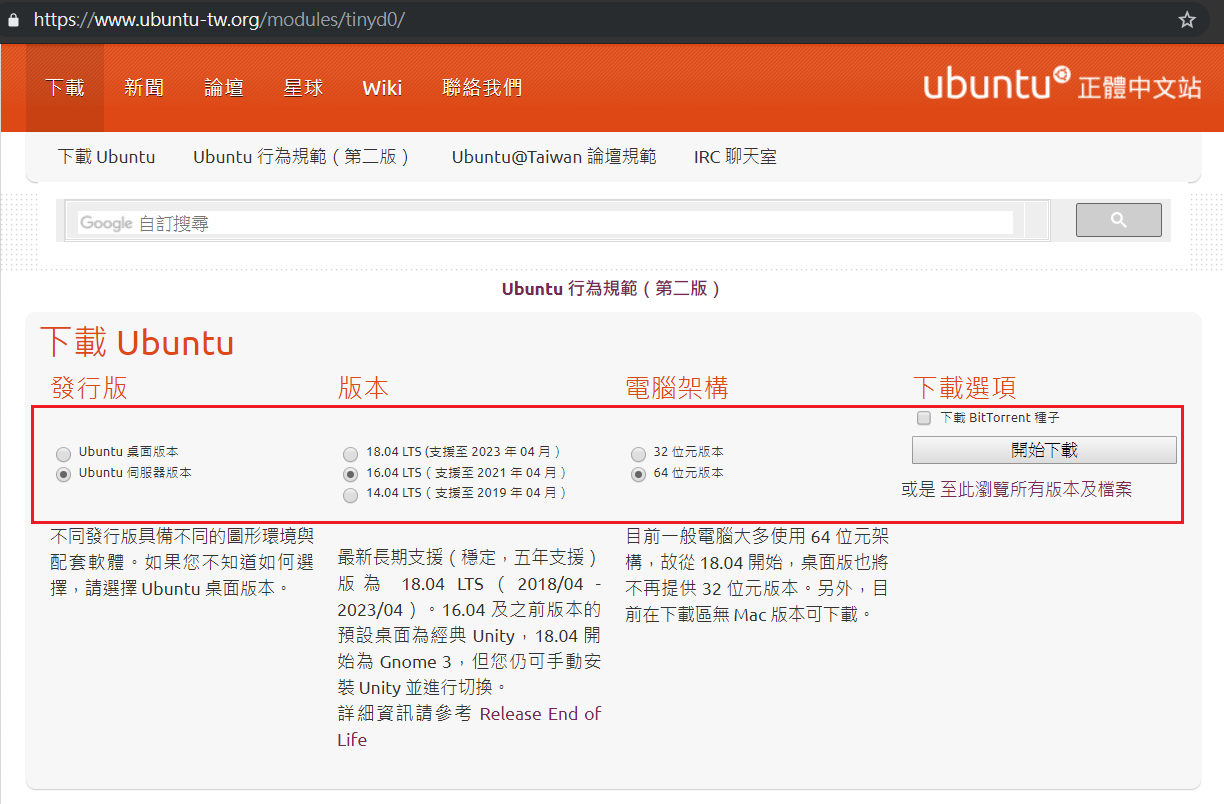 https://www.ubuntu-tw.org/modules/tinyd0/
下載 新聞 論壇 星球 Wiki 聯絡我們
ubuntu 正體中文站
下載 Ubuntu Ubuntu 行為規範（第二版） Ubuntu@Taiwan 論壇規範 IRC 聊天室
Google 自訂搜尋
Ubuntu 行為規範（第二版）
下載 Ubuntu
發行版
Ubuntu 桌面版本
Ubuntu 伺服器版本
不同發行版具備不同的圖形環境與
配套軟體。如果您不知道如何選
擇，請選擇 Ubuntu 桌面版本。
版本
18.04 LTS (支援至 2023 年 04 月）
16.04 LTS（支援至 2021 年 04 月）
14.04 LTS（支援至 2019 年 04 月）
最新長期支援（穩定，五年支援）
版為 18.04 LTS（2018/04 -
2023/04）。16.04 及之前版本的
預設桌面為經典 Unity，18.04 開
始為 Gnome 3，但您仍可手動安
裝 Unity 並進行切換。
詳細資訊請參考 Release End of
Life
電腦架構
32 位元版本
64 位元版本
目前一般電腦大多使用 64 位元架
構，故從 18.04 開始，桌面版也將
不再提供 32 位元版本。另外，目
前在下載區無 Mac 版本可下載。
下載選項
下載 BitTorrent 種子
開始下載
或是 至此瀏覽所有版本及檔案